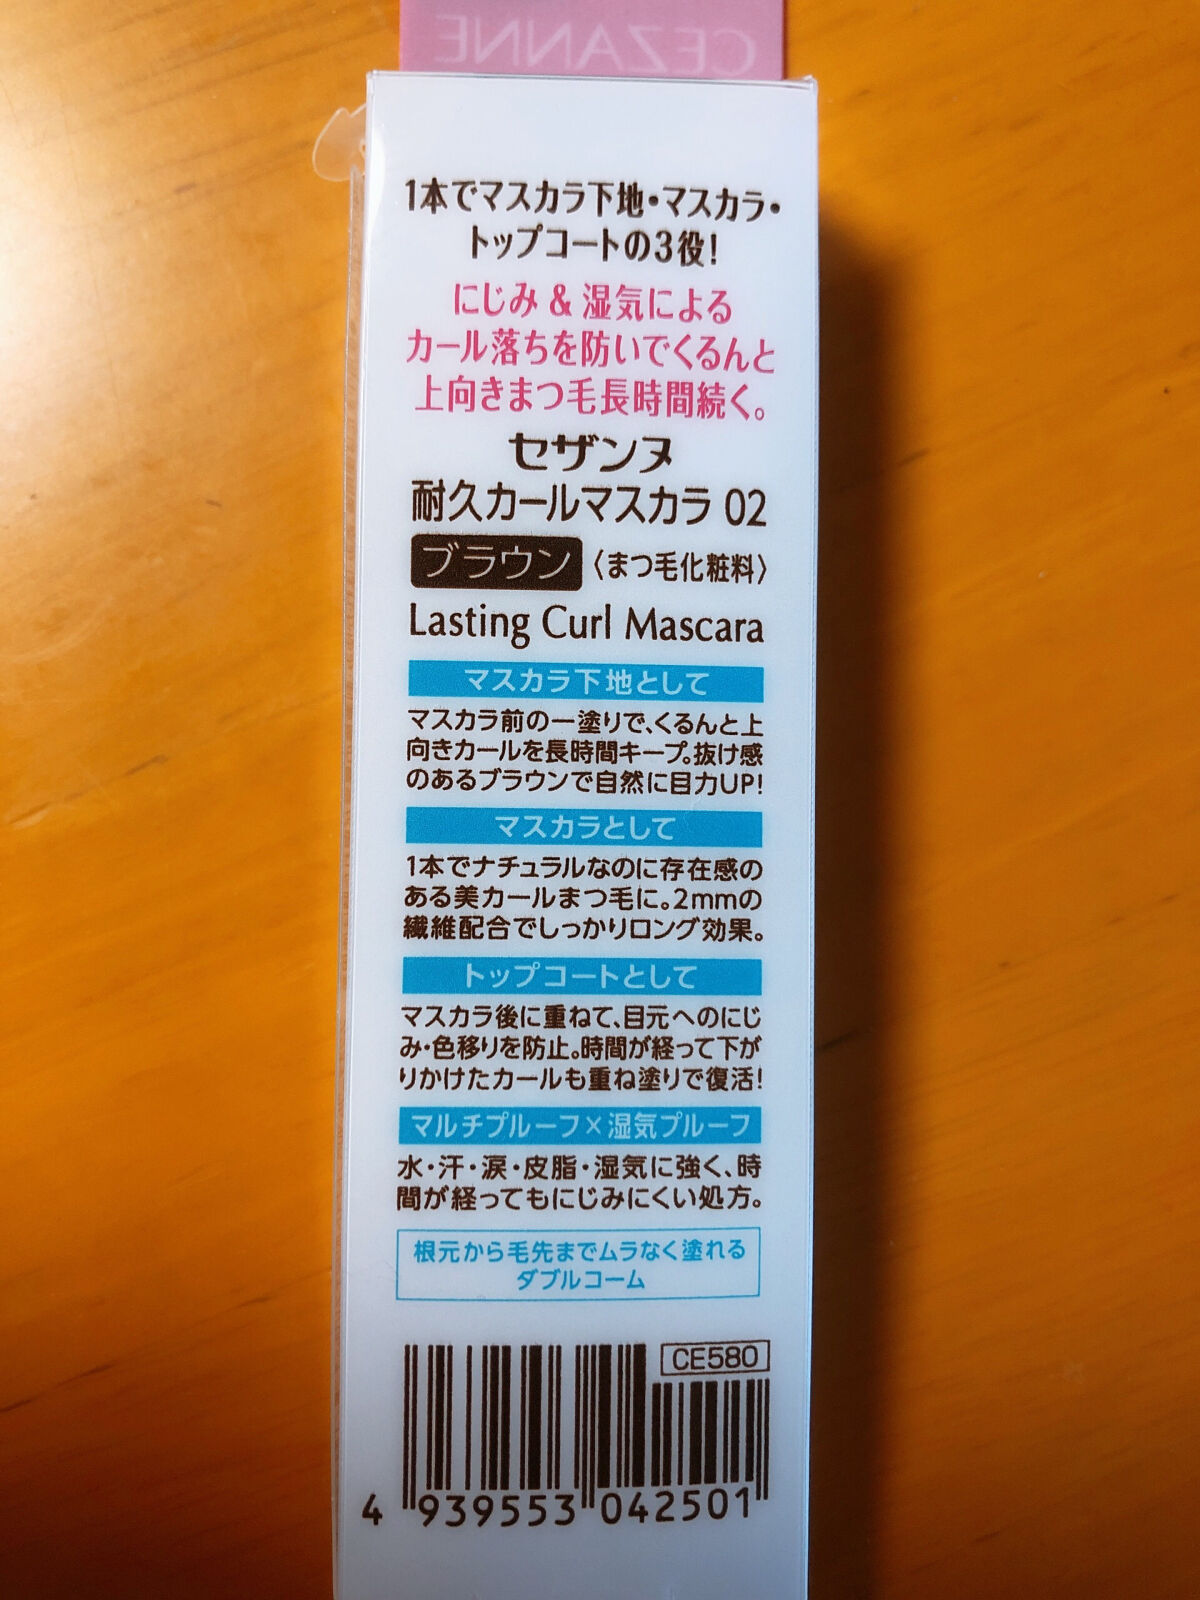 CEZANNE
1本でマスカラ下地・マスカラ・
トップコートの3役!
にじみ & 湿気による
カール落ちを防いでくるんと
上向きまつ毛長時間続く。
セザンヌ
耐久カールマスカラ 02
ブラウン 〈まつ毛化粧料〉
Lasting Curl Mascara
マスカラ下地として
マスカラ前の一塗りで、くるんと上
向きカールを長時間キープ。抜け感
のあるブラウンで自然に目力UP!
マスカラとして
1本でナチュラルなのに存在感の
ある美カールまつ毛に。2mmの
繊維配合でしっかりロング効果。
トップコートとして
マスカラ後に重ねて、目元へのにじ
み・色移りを防止。時間が経って下が
りかけたカールも重ね塗りで復活!
マルチプルーフ×湿気プルーフ
水・汗・涙・皮脂・湿気に強く、時
間が経ってもにじみにくい処方。
根元から毛先までムラなく塗れる
ダブルコーム
CE580
4 939553 042501